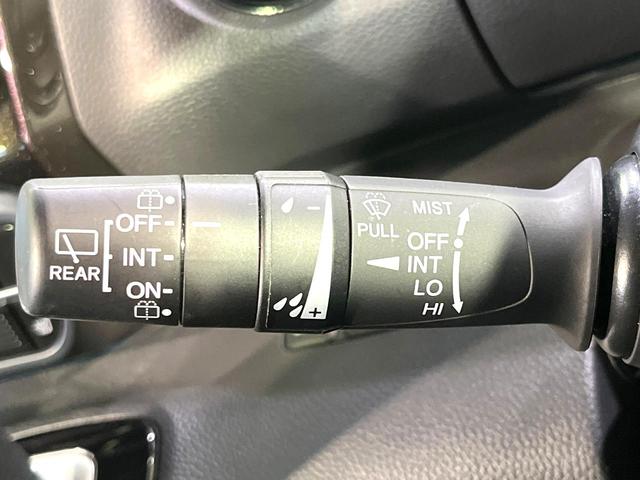 REAR
OFF-
INT-
ON-
-
+
PULL
MIST
OFF
INT
LO
HI